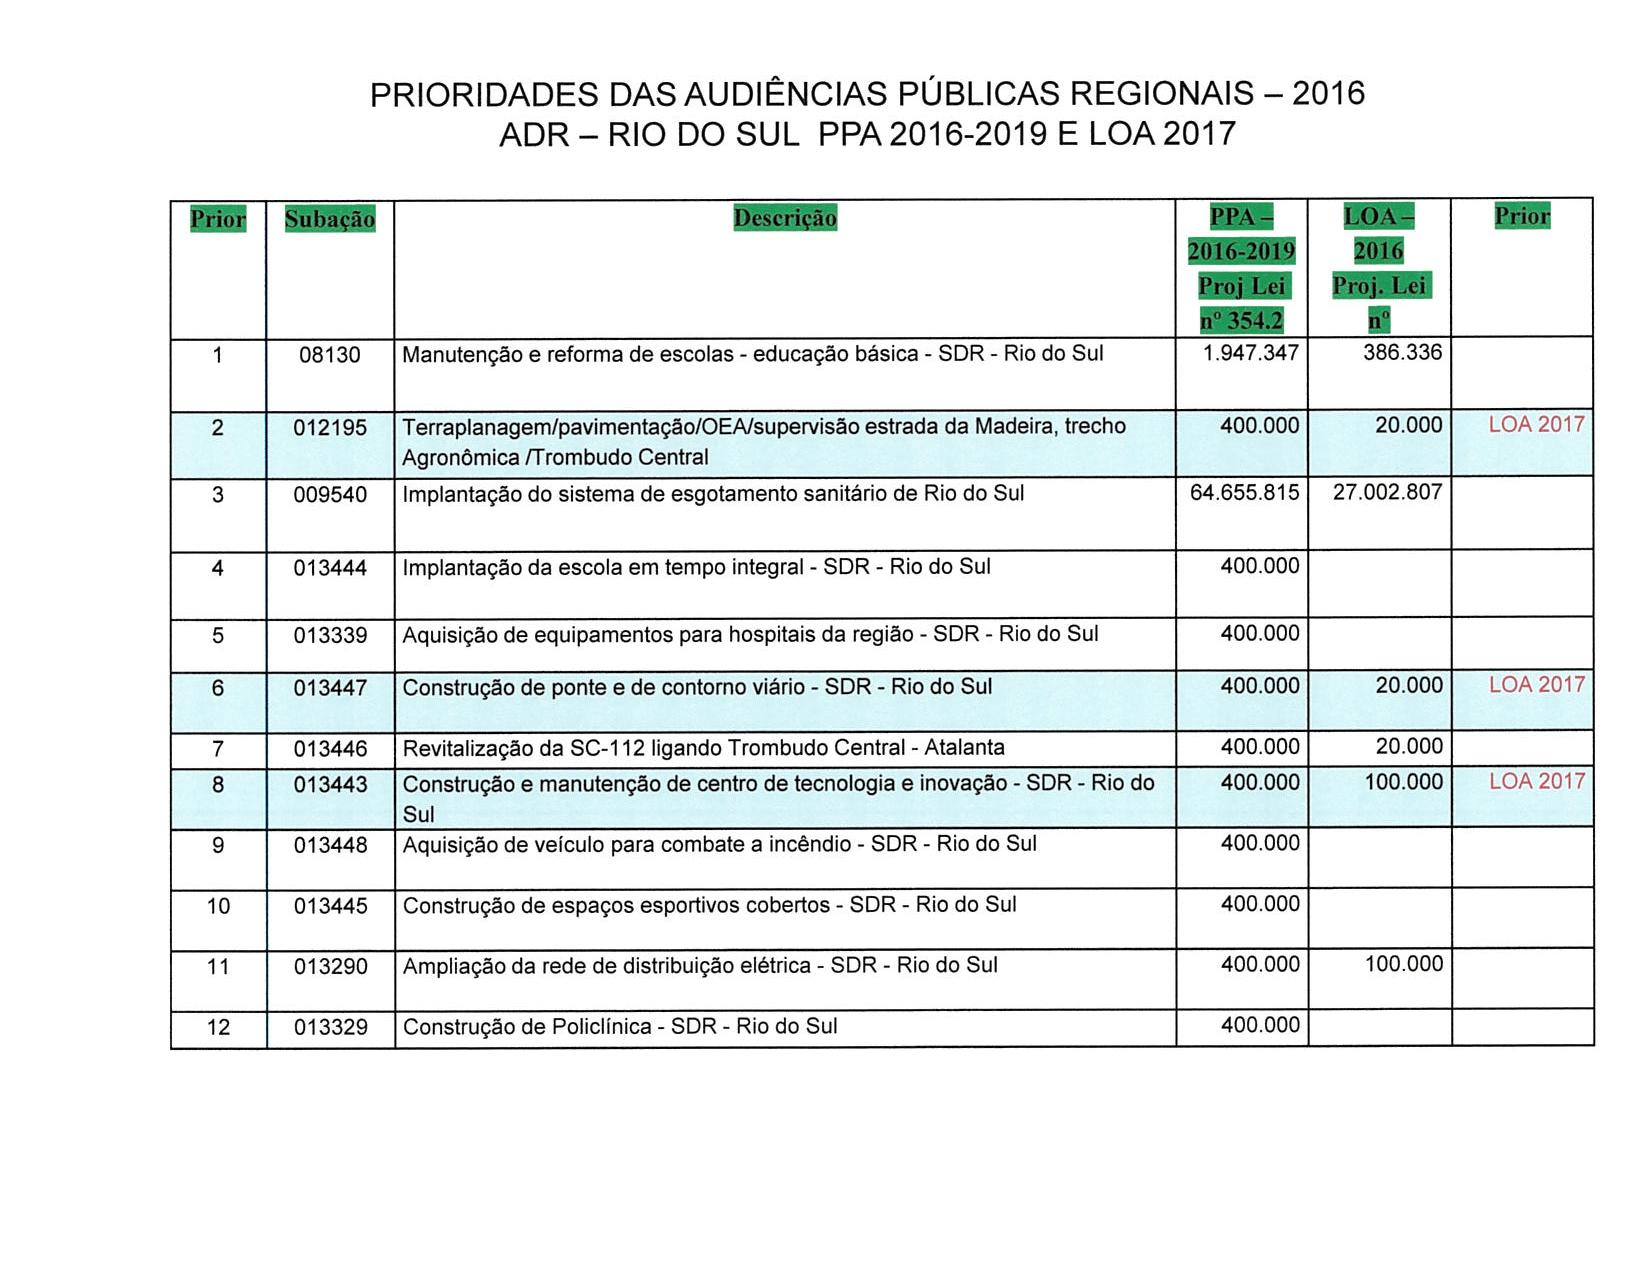 PRIORIDADES DAS AUDIÊNCIAS PÚBLICAS REGIONAIS – 2016
ADR – RIO DO SUL PPA 2016-2019 E LOA 2017
Prior Subação Descrição PPA – 2016-2019 Proj Lei nº 354.2 LOA – 2016 Proj. Lei nº Prior
1 08130 Manutenção e reforma de escolas - educação básica - SDR - Rio do Sul 1.947.347 386.336
2 012195 Terraplanagem/pavimentação/OEA/supervisão estrada da Madeira, trecho 400.000 20.000 LOA 2017
Agronômica /Trombudo Central
3 009540 Implantação do sistema de esgotamento sanitário de Rio do Sul 64.655.815 27.002.807
4 013444 Implantação da escola em tempo integral - SDR - Rio do Sul 400.000
5 013339 Aquisição de equipamentos para hospitais da região - SDR - Rio do Sul 400.000
6 013447 Construção de ponte e de contorno viário - SDR - Rio do Sul 400.000 20.000 LOA 2017
7 013446 Revitalização da SC-112 ligando Trombudo Central - Atalanta 400.000 20.000
8 013443 Construção e manutenção de centro de tecnologia e inovação - SDR - Rio do 400.000 100.000 LOA 2017
Sul
9 013448 Aquisição de veículo para combate a incêndio - SDR - Rio do Sul 400.000
10 013445 Construção de espaços esportivos cobertos - SDR - Rio do Sul 400.000
11 013290 Ampliação da rede de distribuição elétrica - SDR - Rio do Sul 400.000 100.000
12 013329 Construção de Policlínica - SDR - Rio do Sul 400.000